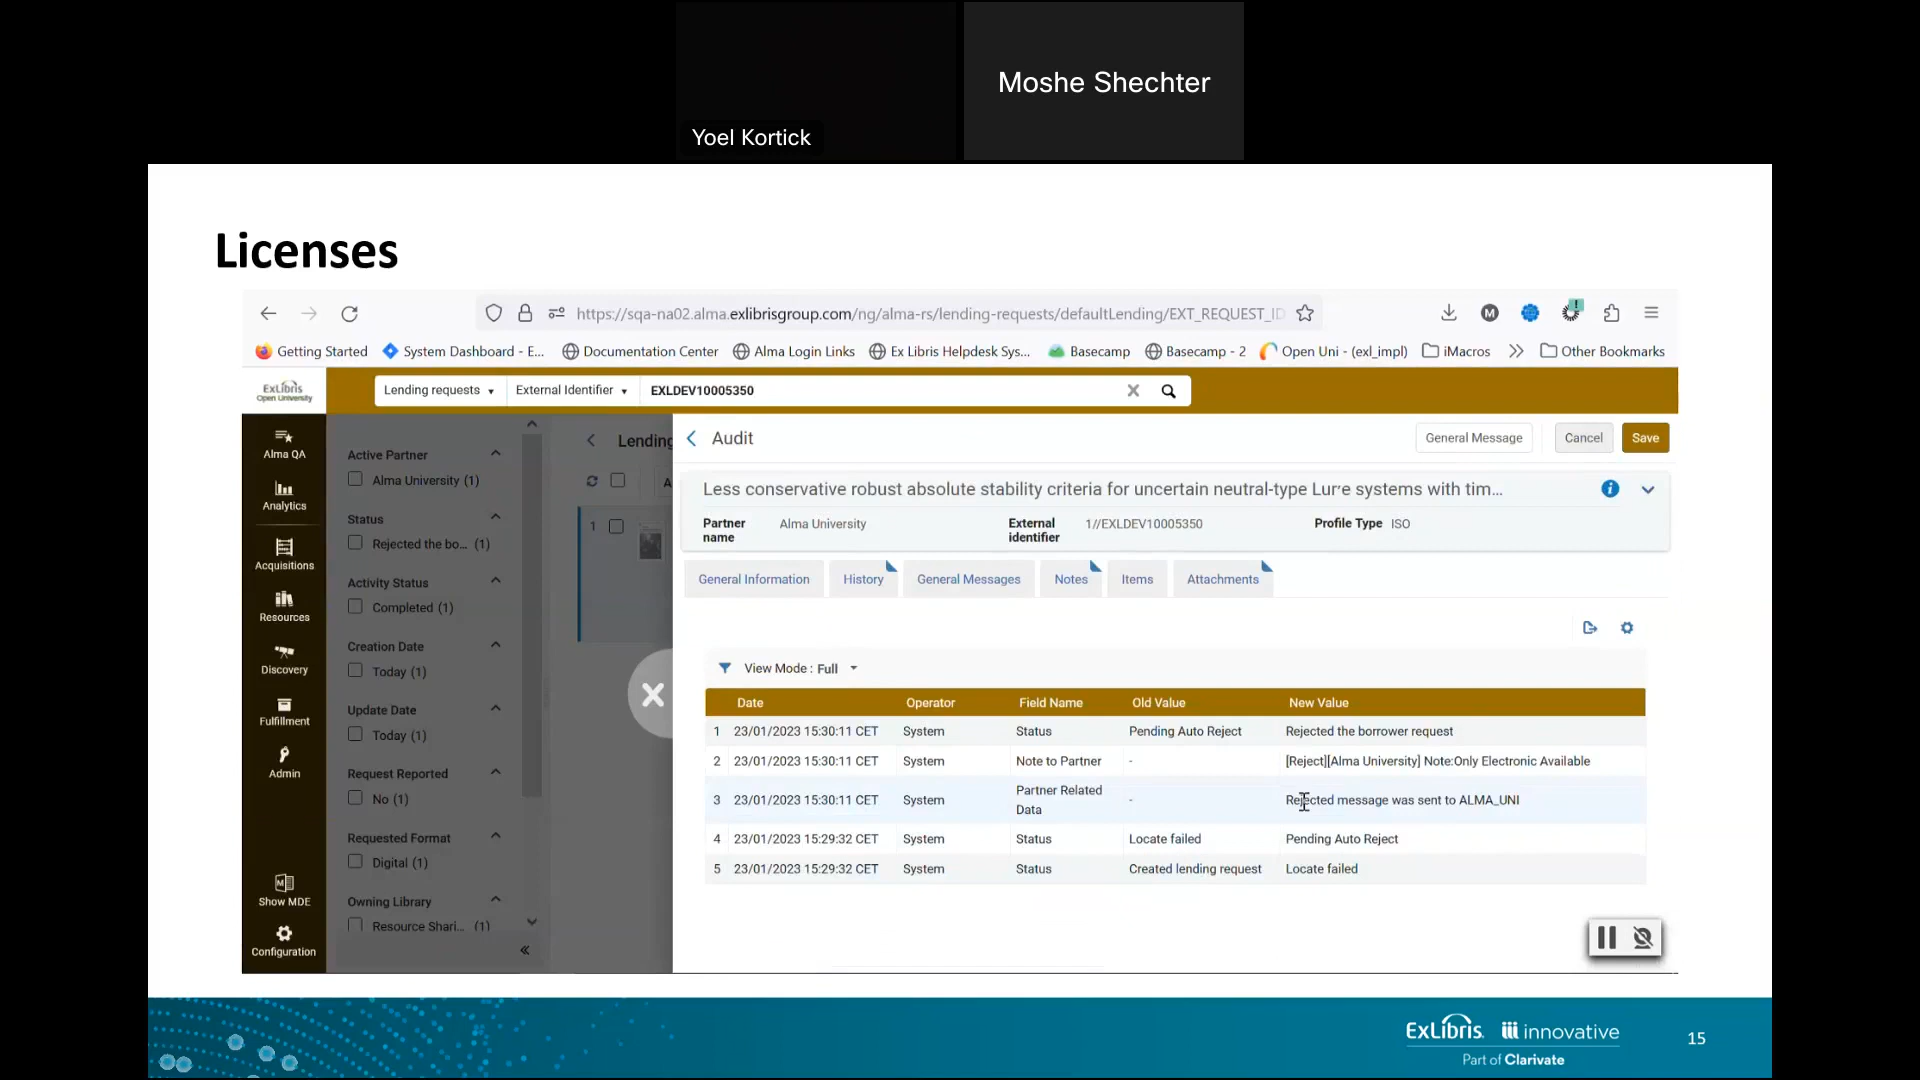 Moshe Shechter
Yoel Kortick
Licenses
https://sqa-na02.alma.exlibrisgroup.com/ng/alma-rs/lending-requests/defaultLending/EXT_REQUEST_ID
Getting Started System Dashboard - E... Documentation Center Alma Login Links Ex Libris Helpdesk Sys... Basecamp Basecamp - 2 Open Uni - (exl_impl) iMacros Other Bookmarks
ExLibris
Open University
Lending requests External Identifier EXLDEV10005350
Alma QA
Analytics
Acquisitions
Resources
Discovery
Fulfillment
Admin
Show MDE
Configuration
Active Partner
Alma University (1)
Status
Rejected the bo... (1)
Activity Status
Completed (1)
Creation Date
Today (1)
Update Date
Today (1)
Request Reported
No (1)
Requested Format
Digital (1)
Owning Library
Resource Shari... (1)
Lending
1
Audit General Message Cancel Save
Less conservative robust absolute stability criteria for uncertain neutral-type Lur′e systems with tim...
Partner name Alma University External identifier 1//EXLDEV10005350 Profile Type ISO
General Information History General Messages Notes Items Attachments
View Mode : Full
Date Operator Field Name Old Value New Value
1 23/01/2023 15:30:11 CET System Status Pending Auto Reject Rejected the borrower request
2 23/01/2023 15:30:11 CET System Note to Partner - [Reject][Alma University] Note:Only Electronic Available
3 23/01/2023 15:30:11 CET System Partner Related Data - Rejected message was sent to ALMA_UNI
4 23/01/2023 15:29:32 CET System Status Locate failed Pending Auto Reject
5 23/01/2023 15:29:32 CET System Status Created lending request Locate failed
ExLibris innovative
Part of Clarivate
15